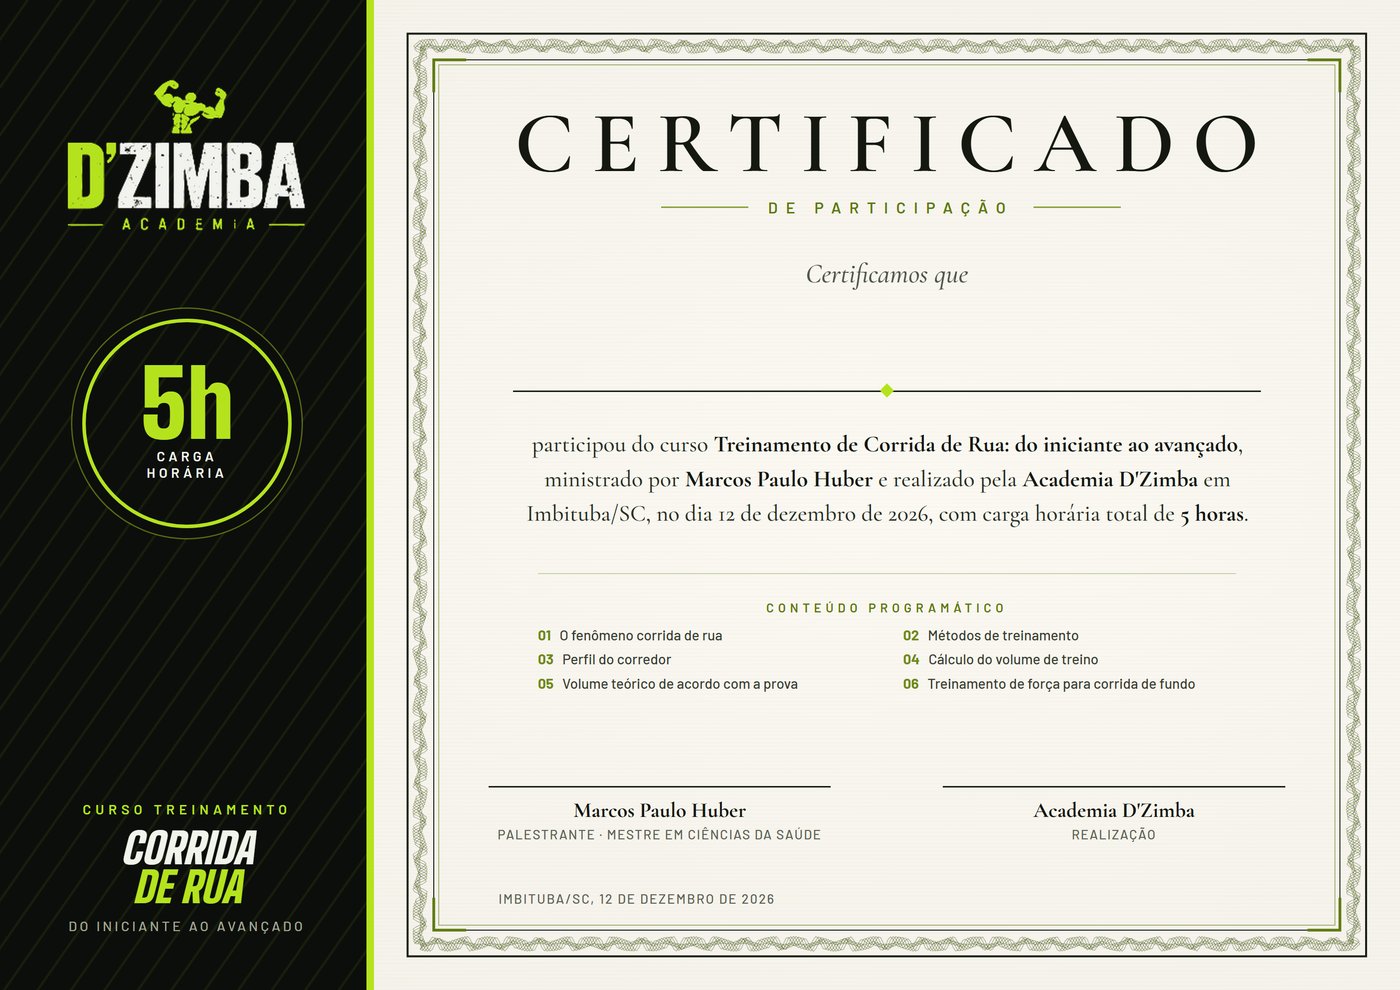 D'ZIMBA
ACADEMiA
5h
CARGA
HORÁRIA
CURSO TREINAMENTO
CORRIDA
DE RUA
DO INICIANTE AO AVANÇADO
CERTIFICADO
DE PARTICIPAÇÃO
Certificamos que
participou do curso Treinamento de Corrida de Rua: do iniciante ao avançado,
ministrado por Marcos Paulo Huber e realizado pela Academia D'Zimba em
Imbituba/SC, no dia 12 de dezembro de 2026, com carga horária total de 5 horas.
CONTEÚDO PROGRAMÁTICO
01 O fenômeno corrida de rua
02 Métodos de treinamento
03 Perfil do corredor
04 Cálculo do volume de treino
05 Volume teórico de acordo com a prova
06 Treinamento de força para corrida de fundo
Marcos Paulo Huber
PALESTRANTE · MESTRE EM CIÊNCIAS DA SAÚDE
Academia D'Zimba
REALIZAÇÃO
IMBITUBA/SC, 12 DE DEZEMBRO DE 2026